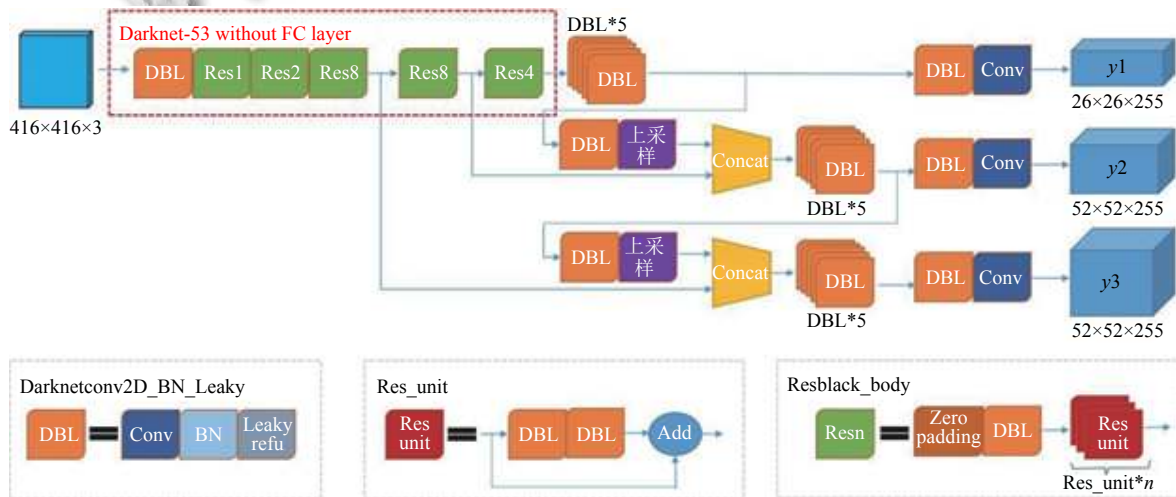 Darknet-53 without FC layer
DBL*5
DBL Res1 Res2 Res8 Res8 Res4 DBL DBL Conv y1
416×416×3
26×26×255
DBL 上采样 Concat DBL DBL Conv y2
DBL*5
52×52×255
DBL 上采样 Concat DBL DBL Conv y3
DBL*5
52×52×255
Darknetconv2D_BN_Leaky
DBL Conv BN Leaky refu
Res_unit
Res unit DBL DBL Add
Resblack_body
Resn Zero padding DBL Res unit
Res_unit*n